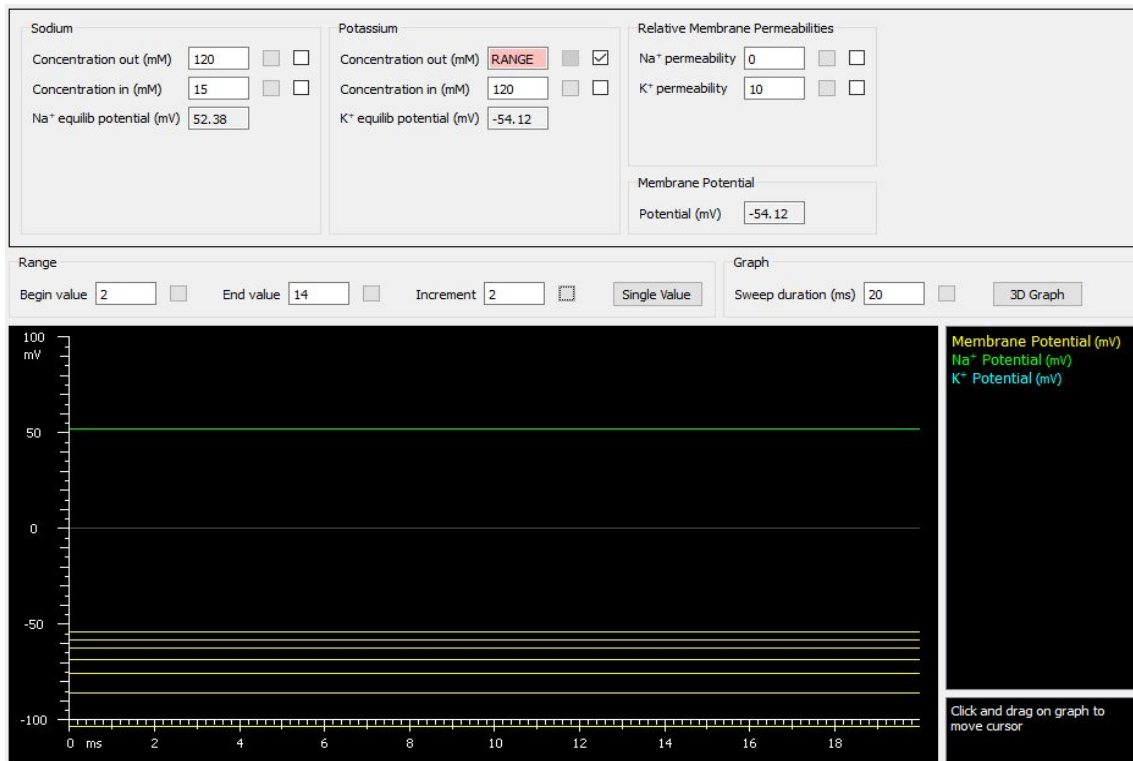 Sodium
Concentration out (mM) 120
Concentration in (mM) 15
Na⁺ equilib potential (mV) 52.38
Potassium
Concentration out (mM) RANGE
Concentration in (mM) 120
K⁺ equilib potential (mV) -54.12
Relative Membrane Permeabilities
Na⁺ permeability 0
K⁺ permeability 10
Membrane Potential
Potential (mV) -54.12
Range
Begin value 2 End value 14 Increment 2 Single Value
Graph
Sweep duration (ms) 20 3D Graph
100
mV
50
0
-50
-100
0 ms 2 4 6 8 10 12 14 16 18
Membrane Potential (mV)
Na⁺ Potential (mV)
K⁺ Potential (mV)
Click and drag on graph to
move cursor